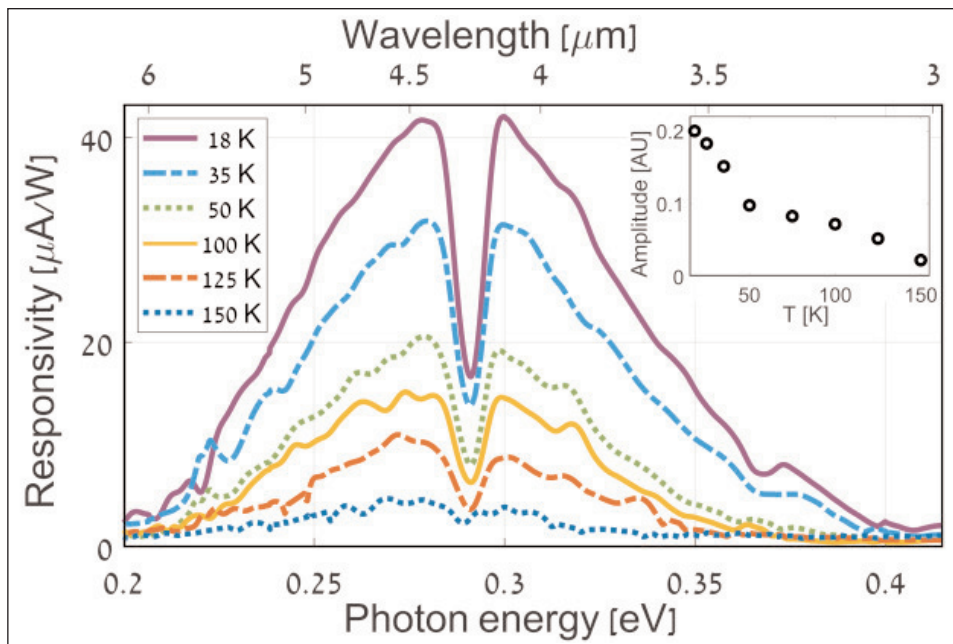 Wavelength [μm]
6 5 4.5 4 3.5 3
Responsivity [μA/W]
40
20
0
18 K
35 K
50 K
100 K
125 K
150 K
Amplitude [AU]
0.2
0.1
0
50 100 150
T [K]
0.2 0.25 0.3 0.35 0.4
Photon energy [eV]